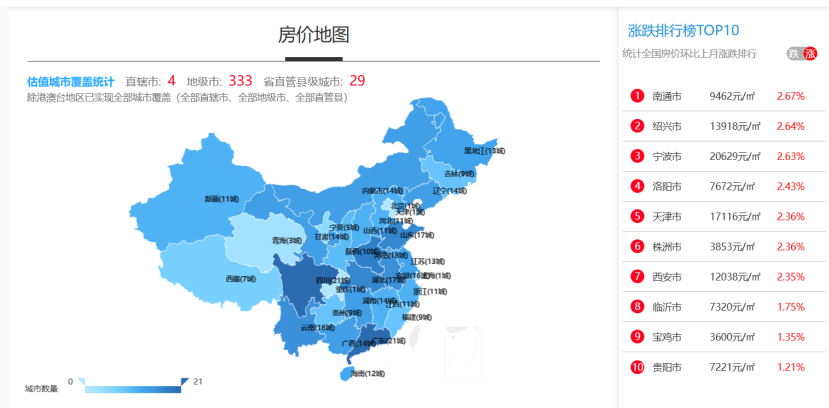 房价地图
估值城市覆盖统计 直辖市: 4 地级市: 333 省直管县级城市: 29
除港澳台地区已实现全部城市覆盖（全部直辖市、全部地级市、全部直管县）
黑龙江(13城)
吉林(9城)
辽宁(14城)
内蒙古(14城)
新疆(11城)
北京(1城)
天津(1城)
河北(11城)
宁夏(5城)
山西(11城)
山东(17城)
甘肃(14城)
青海(3城)
陕西(10城)
江苏(13城)
西藏(7城)
四川(21城)
重庆(1城)
湖北(17城)
上海(1城)
浙江(11城)
湖南(14城)
江西(11城)
贵州(9城)
福建(9城)
云南(16城)
广西(14城)
广东(21城)
海南(12城)
城市数量 0 21
涨跌排行榜TOP10
统计全国房价环比上月涨跌排行 跌 涨
1 南通市 9462元/㎡ 2.67%
2 绍兴市 13918元/㎡ 2.64%
3 宁波市 20629元/㎡ 2.63%
4 洛阳市 7672元/㎡ 2.43%
5 天津市 17116元/㎡ 2.36%
6 株洲市 3853元/㎡ 2.36%
7 西安市 12038元/㎡ 2.35%
8 临沂市 7320元/㎡ 1.75%
9 宝鸡市 3600元/㎡ 1.35%
10 贵阳市 7221元/㎡ 1.21%